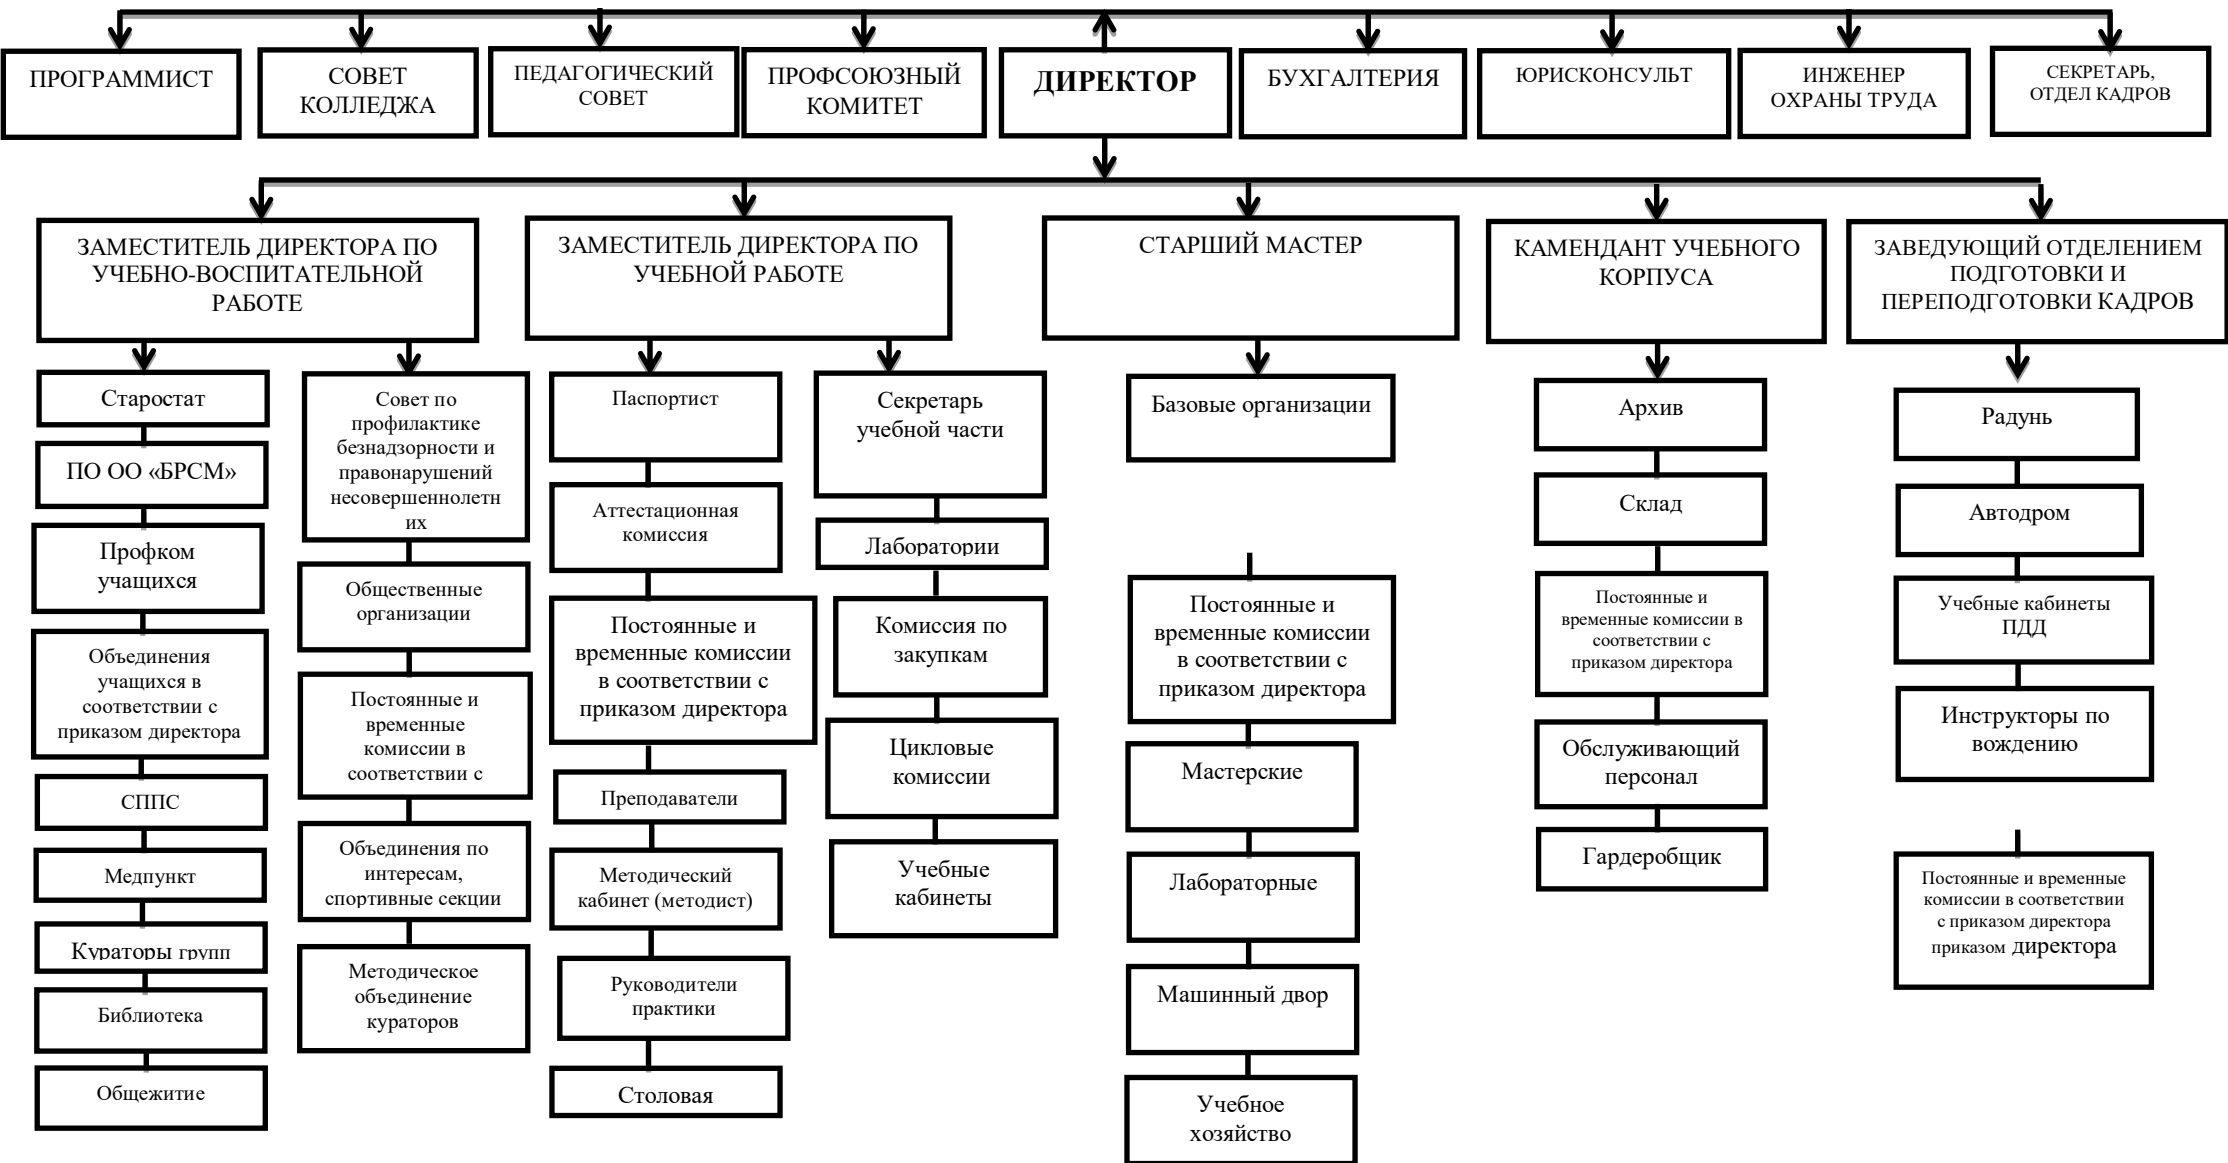 ПРОГРАММИСТ
СОВЕТ
КОЛЛЕДЖА
ПЕДАГОГИЧЕСКИЙ
СОВЕТ
ПРОФСОЮЗНЫЙ
КОМИТЕТ
ДИРЕКТОР
БУХГАЛТЕРИЯ
ЮРИСКОНСУЛЬТ
ИНЖЕНЕР
ОХРАНЫ ТРУДА
СЕКРЕТАРЬ,
ОТДЕЛ КАДРОВ
ЗАМЕСТИТЕЛЬ ДИРЕКТОРА ПО
УЧЕБНО-ВОСПИТАТЕЛЬНОЙ
РАБОТЕ
ЗАМЕСТИТЕЛЬ ДИРЕКТОРА ПО
УЧЕБНОЙ РАБОТЕ
СТАРШИЙ МАСТЕР
КАМЕНДАНТ УЧЕБНОГО
КОРПУСА
ЗАВЕДУЮЩИЙ ОТДЕЛЕНИЕМ
ПОДГОТОВКИ И
ПЕРЕПОДГОТОВКИ КАДРОВ
Старостат
ПО ОО «БРСМ»
Профком
учащихся
Объединения
учащихся в
соответствии с
приказом директора
СППС
Медпункт
Кураторы групп
Библиотека
Общежитие
Совет по
профилактике
безнадзорности и
правонарушений
несовершеннолетн
их
Общественные
организации
Постоянные и
временные
комиссии в
соответствии с
Объединения по
интересам,
спортивные секции
Методическое
объединение
кураторов
Паспортист
Аттестационная
комиссия
Постоянные и
временные комиссии
в соответствии с
приказом директора
Преподаватели
Методический
кабинет (методист)
Руководители
практики
Столовая
Секретарь
учебной части
Лаборатории
Комиссия по
закупкам
Цикловые
комиссии
Учебные
кабинеты
Базовые организации
Постоянные и
временные комиссии
в соответствии с
приказом директора
Мастерские
Лабораторные
Машинный двор
Учебное
хозяйство
Архив
Склад
Постоянные и
временные комиссии в
соответствии с
приказом директора
Обслуживающий
персонал
Гардеробщик
Радунь
Автодром
Учебные кабинеты
ПДД
Инструкторы по
вождению
Постоянные и временные
комиссии в соответствии
с приказом директора
приказом директора